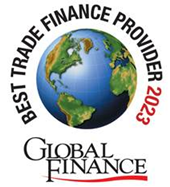 BEST TRADE FINANCE PROVIDER 2023
GLOBAL
FINANCE